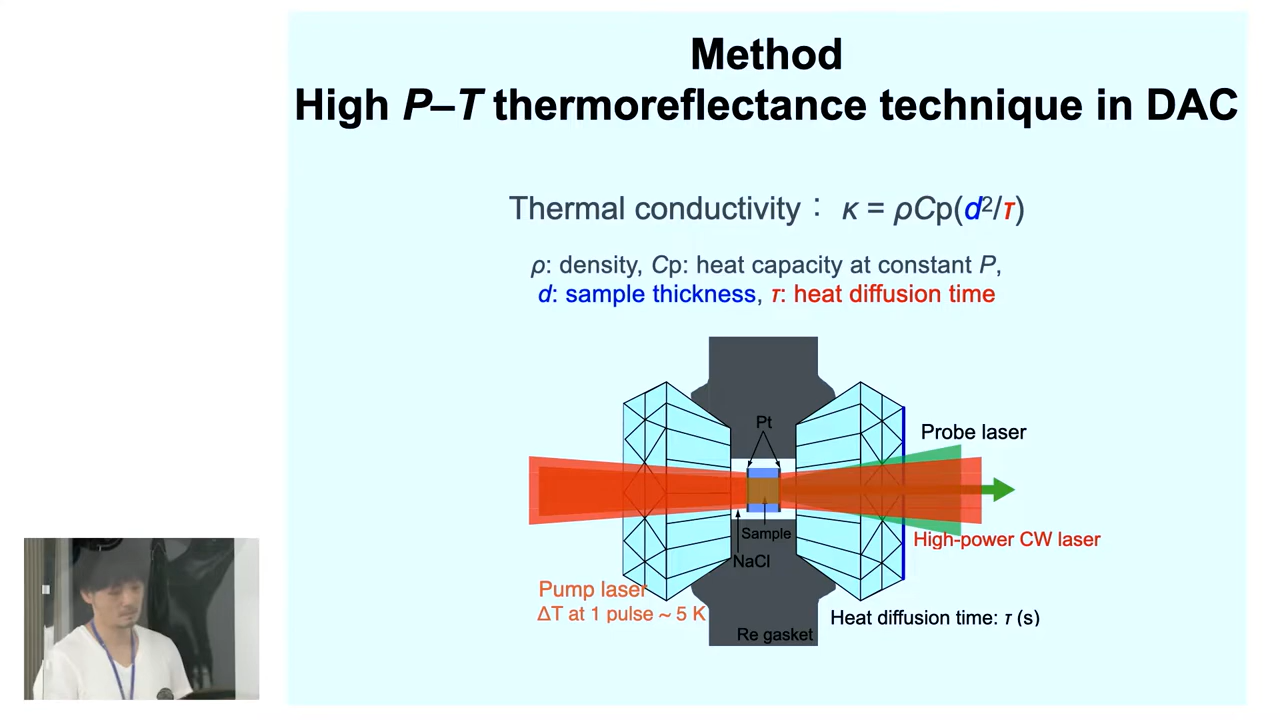 Method
High P–T thermoreflectance technique in DAC
Thermal conductivity： κ = ρCp(d²/τ)
ρ: density, Cp: heat capacity at constant P,
d: sample thickness, τ: heat diffusion time
Pt
Probe laser
Sample
High-power CW laser
NaCl
Pump laser
ΔT at 1 pulse ~ 5 K
Heat diffusion time: τ (s)
Re gasket